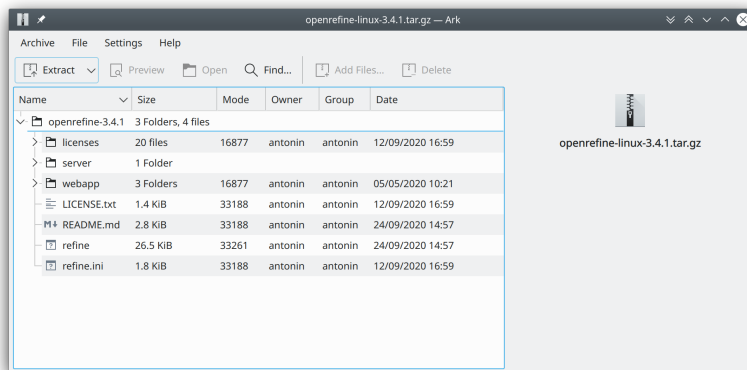 openrefine-linux-3.4.1.tar.gz — Ark
Archive File Settings Help
Extract Preview Open Find... Add Files... Delete
Name Size Mode Owner Group Date
openrefine-3.4.1 3 Folders, 4 files
licenses 20 files 16877 antonin antonin 12/09/2020 16:59
server 1 Folder
webapp 3 Folders 16877 antonin antonin 05/05/2020 10:21
LICENSE.txt 1.4 KiB 33188 antonin antonin 12/09/2020 16:59
M↓ README.md 2.8 KiB 33188 antonin antonin 24/09/2020 14:57
refine 26.5 KiB 33261 antonin antonin 24/09/2020 14:57
refine.ini 1.8 KiB 33188 antonin antonin 12/09/2020 16:59
openrefine-linux-3.4.1.tar.gz